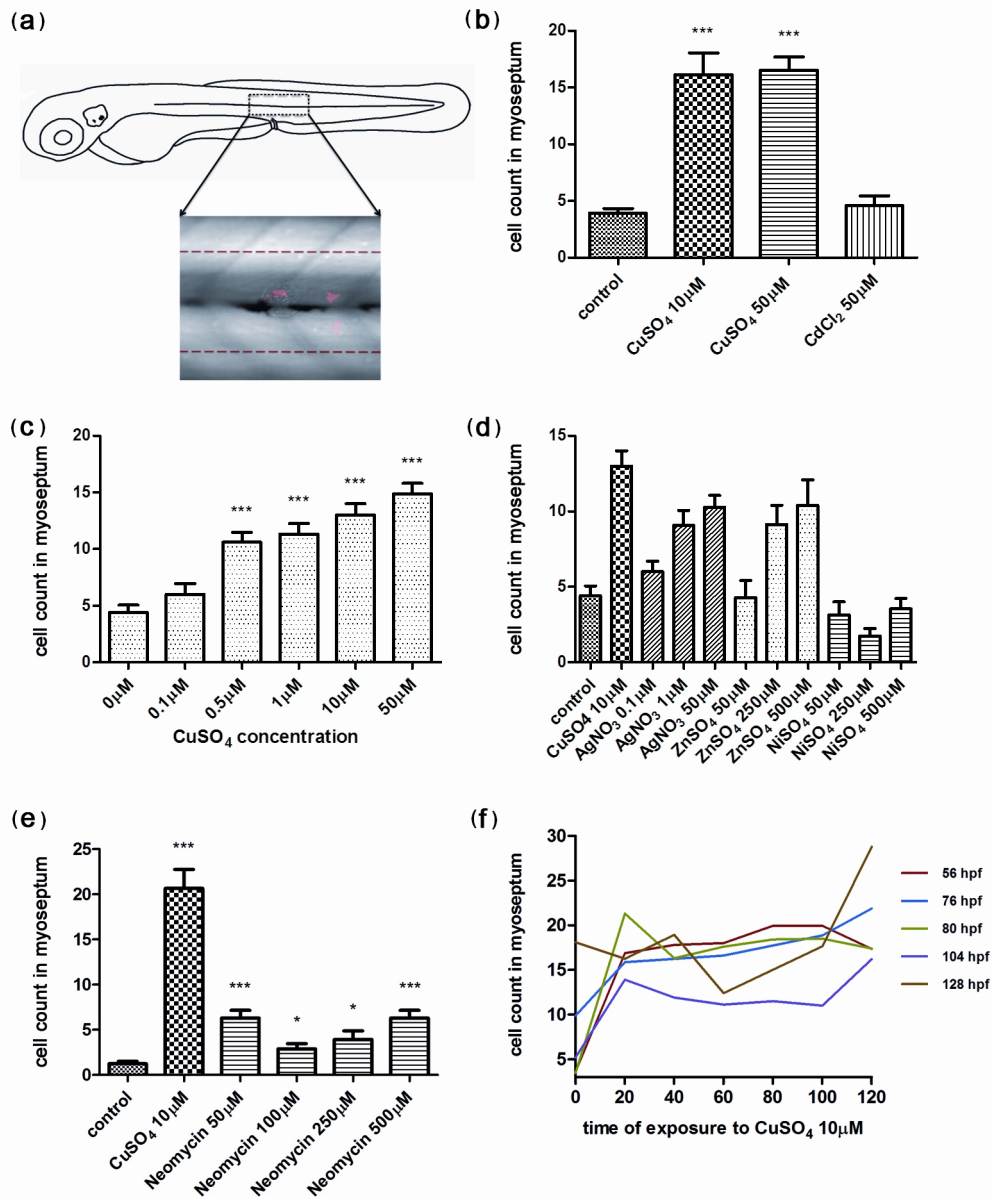 (a)
(b)
cell count in myoseptum
20
15
10
5
0
***
***
control
CuSO4 10µM
CuSO4 50µM
CdCl2 50µM
(c)
cell count in myoseptum
20
15
10
5
0
***
***
***
***
0µM
0.1µM
0.5µM
1µM
10µM
50µM
CuSO4 concentration
(d)
cell count in myoseptum
15
10
5
0
control
CuSO4 10µM
AgNO3 0.1µM
AgNO3 1µM
AgNO3 50µM
ZnSO4 50µM
ZnSO4 250µM
ZnSO4 500µM
NiSO4 50µM
NiSO4 250µM
NiSO4 500µM
(e)
cell count in myoseptum
25
20
15
10
5
0
***
***
*
*
***
control
CuSO4 10µM
Neomycin 50µM
Neomycin 100µM
Neomycin 250µM
Neomycin 500µM
(f)
cell count in myoseptum
30
25
20
15
10
5
0
20
40
60
80
100
120
time of exposure to CuSO4 10µM
56 hpf
76 hpf
80 hpf
104 hpf
128 hpf